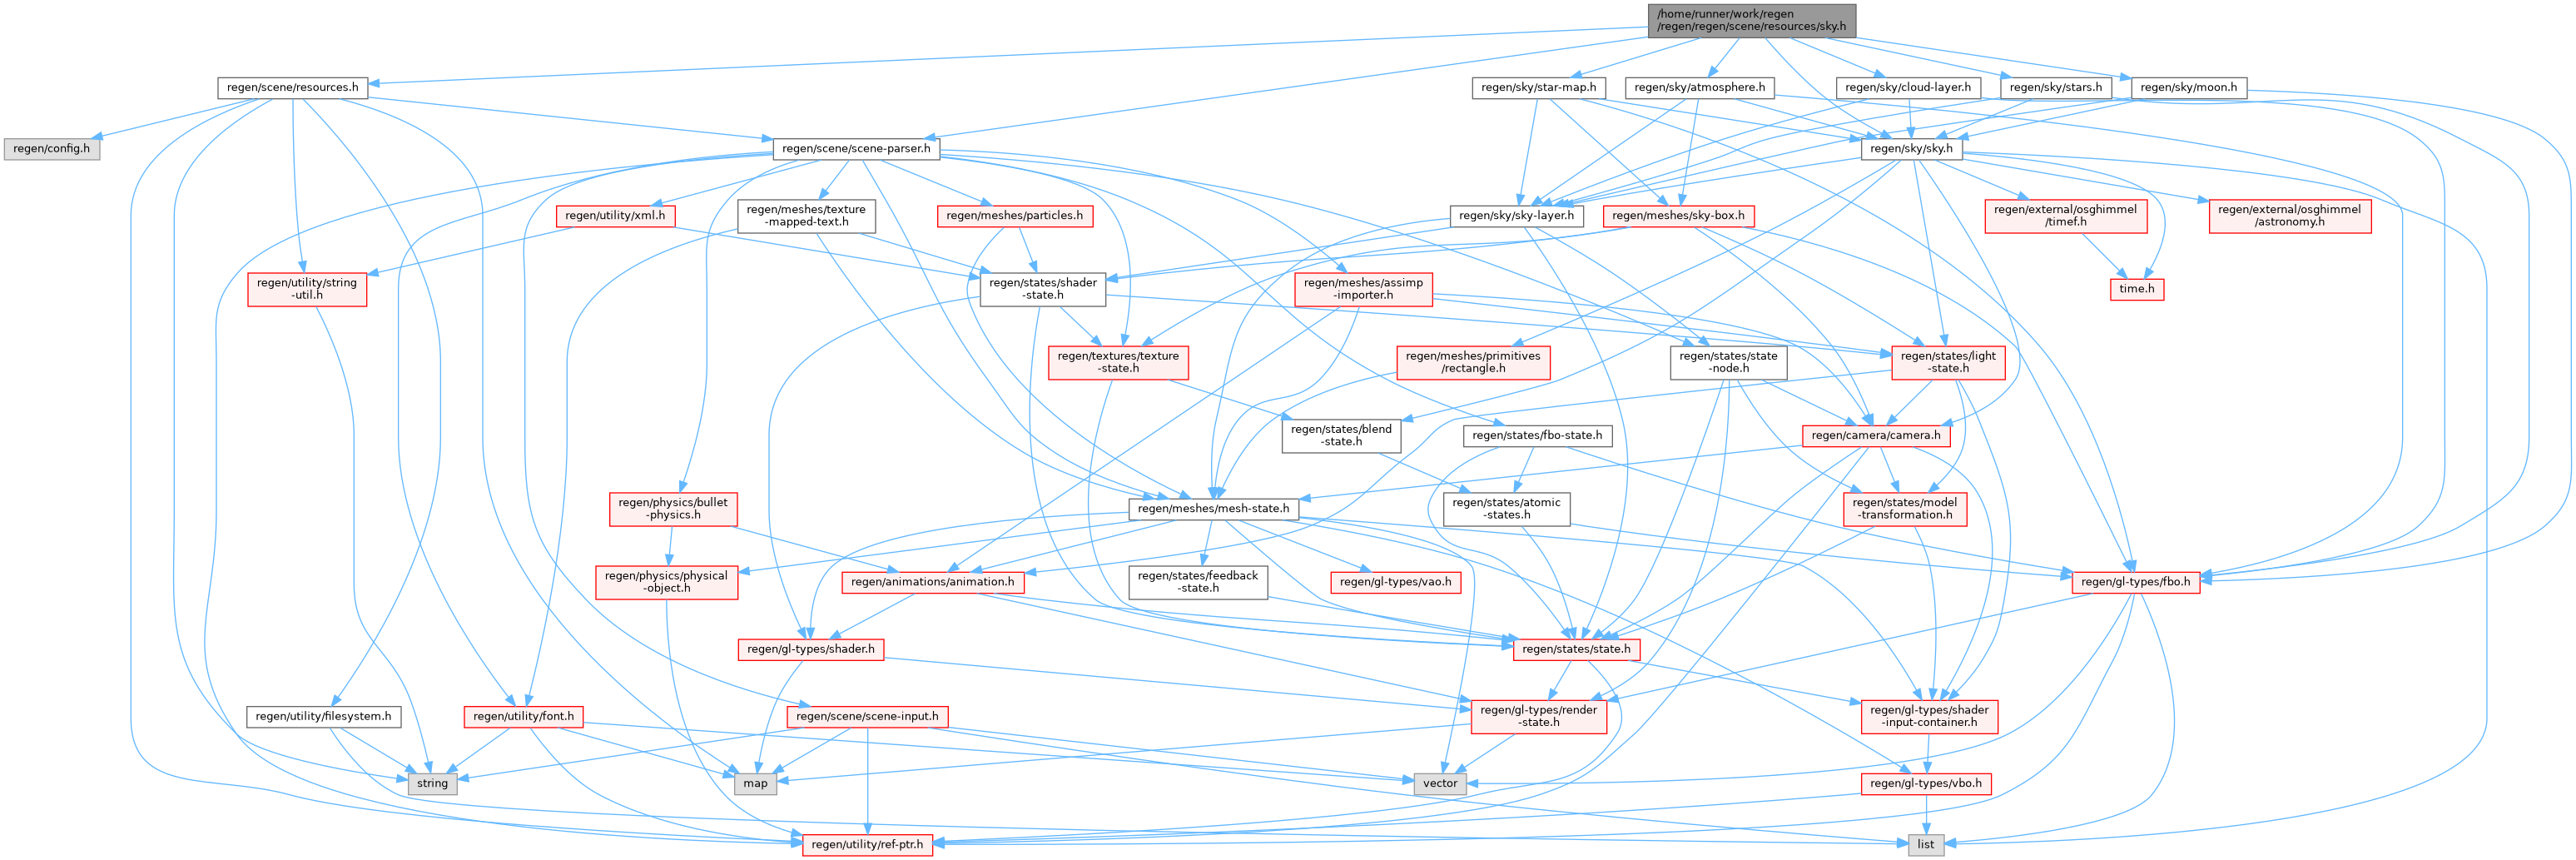 /home/runner/work/regen
/regen/regen/scene/resources/sky.h
regen/scene/resources.h
regen/sky/star-map.h
regen/sky/atmosphere.h
regen/sky/cloud-layer.h
regen/sky/stars.h
regen/sky/moon.h
regen/config.h
regen/scene/scene-parser.h
regen/sky/sky.h
regen/utility/xml.h
regen/meshes/texture
-mapped-text.h
regen/meshes/particles.h
regen/sky/sky-layer.h
regen/meshes/sky-box.h
regen/external/osghimmel
/timef.h
regen/external/osghimmel
/astronomy.h
regen/utility/string
-util.h
regen/states/shader
-state.h
regen/meshes/assimp
-importer.h
time.h
regen/textures/texture
-state.h
regen/meshes/primitives
/rectangle.h
regen/states/state
-node.h
regen/states/light
-state.h
regen/states/blend
-state.h
regen/states/fbo-state.h
regen/camera/camera.h
regen/physics/bullet
-physics.h
regen/meshes/mesh-state.h
regen/states/atomic
-states.h
regen/states/model
-transformation.h
regen/physics/physical
-object.h
regen/animations/animation.h
regen/states/feedback
-state.h
regen/gl-types/vao.h
regen/gl-types/fbo.h
regen/gl-types/shader.h
regen/states/state.h
regen/utility/filesystem.h
regen/utility/font.h
regen/scene/scene-input.h
regen/gl-types/render
-state.h
regen/gl-types/shader
-input-container.h
string
map
vector
regen/gl-types/vbo.h
regen/utility/ref-ptr.h
list